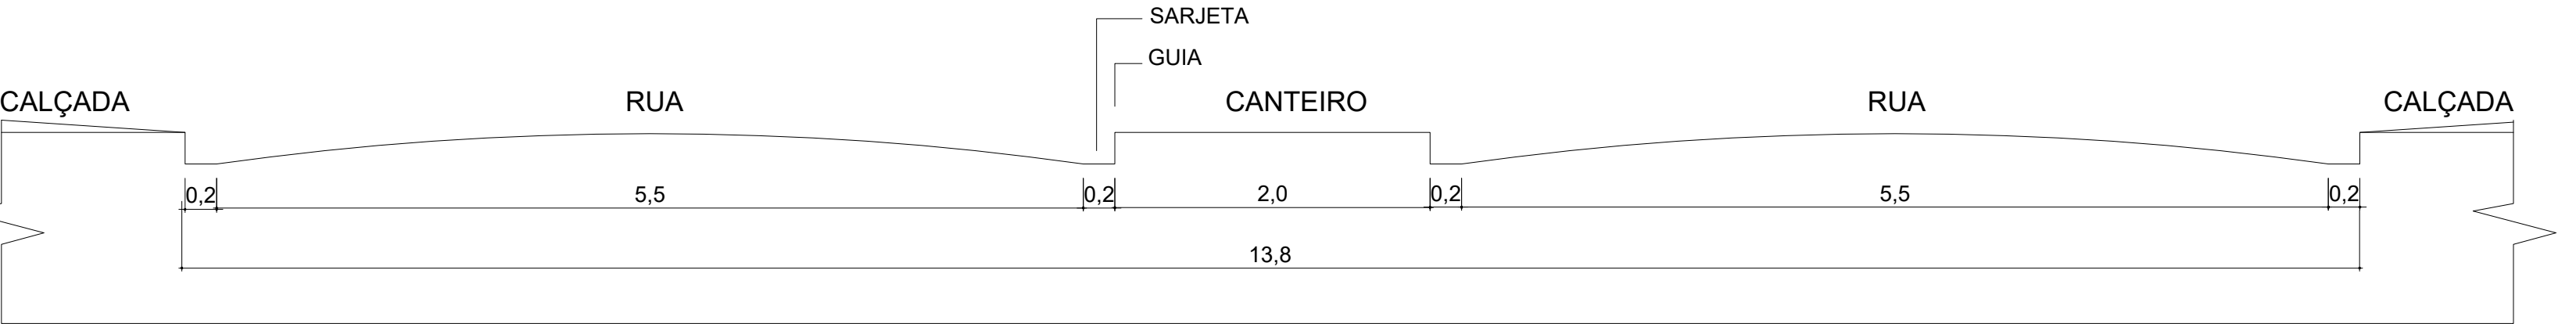 SARJETA
GUIA
CALÇADA RUA CANTEIRO RUA CALÇADA
0,2 5,5 0,2 2,0 0,2 5,5 0,2
13,8